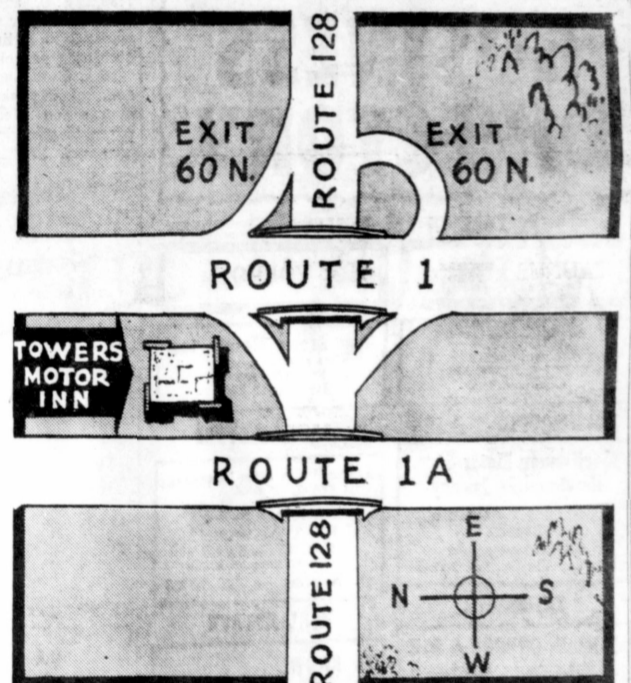 ROUTE 128
EXIT
60 N.
EXIT
60 N.
ROUTE 1
TOWERS
MOTOR
INN
ROUTE 1A
ROUTE 128
E
N
S
W